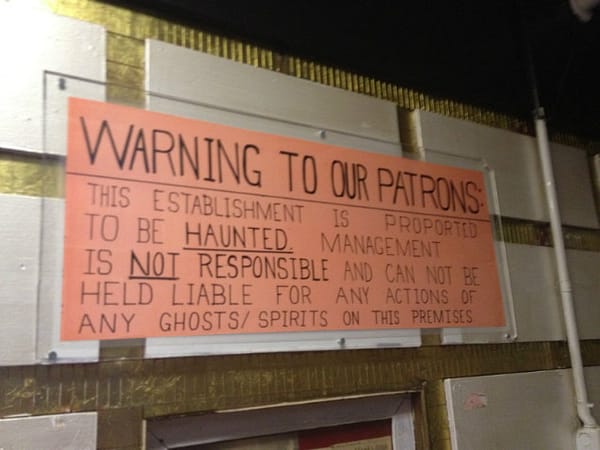 WARNING TO OUR PATRONS:
THIS ESTABLISHMENT IS PROPORTED
TO BE HAUNTED. MANAGEMENT
IS NOT RESPONSIBLE AND CAN NOT BE
HELD LIABLE FOR ANY ACTIONS OF
ANY GHOSTS/SPIRITS ON THIS PREMISES